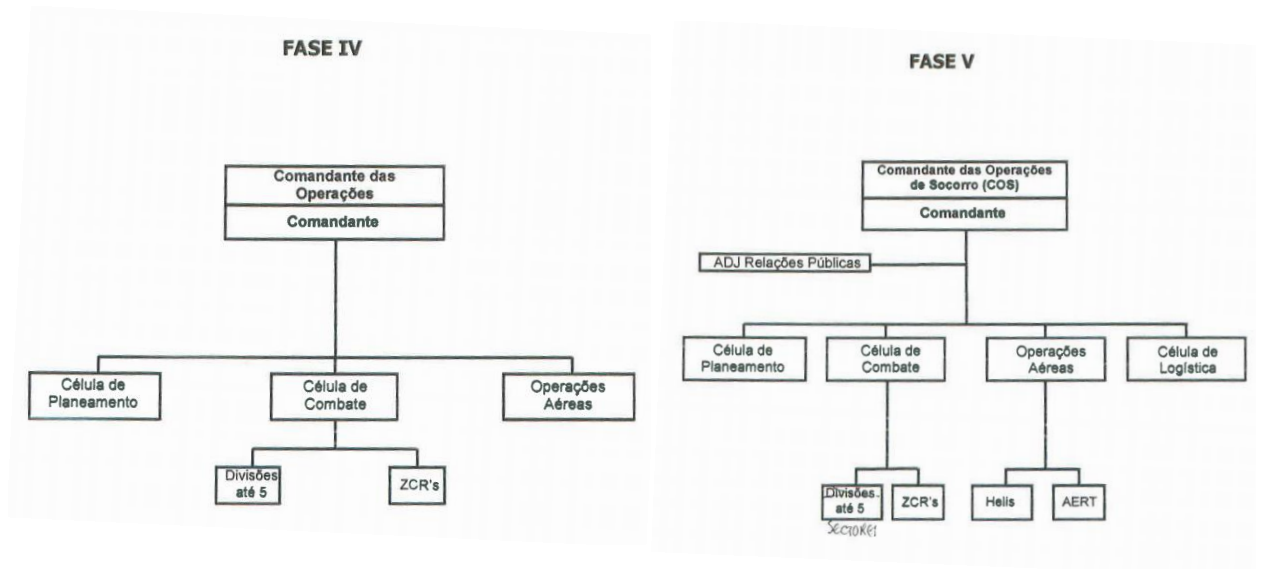 FASE IV
Comandante das
Operações
Comandante
Célula de
Planeamento
Célula de
Combate
Operações
Aéreas
Divisões
até 5
ZCR's
FASE V
Comandante das Operações
de Socorro (COS)
Comandante
ADJ Relações Públicas
Célula de
Planeamento
Célula de
Combate
Operações
Aéreas
Célula de
Logística
Divisões.
até 5
SECTORES
ZCR's
Helis
AERT